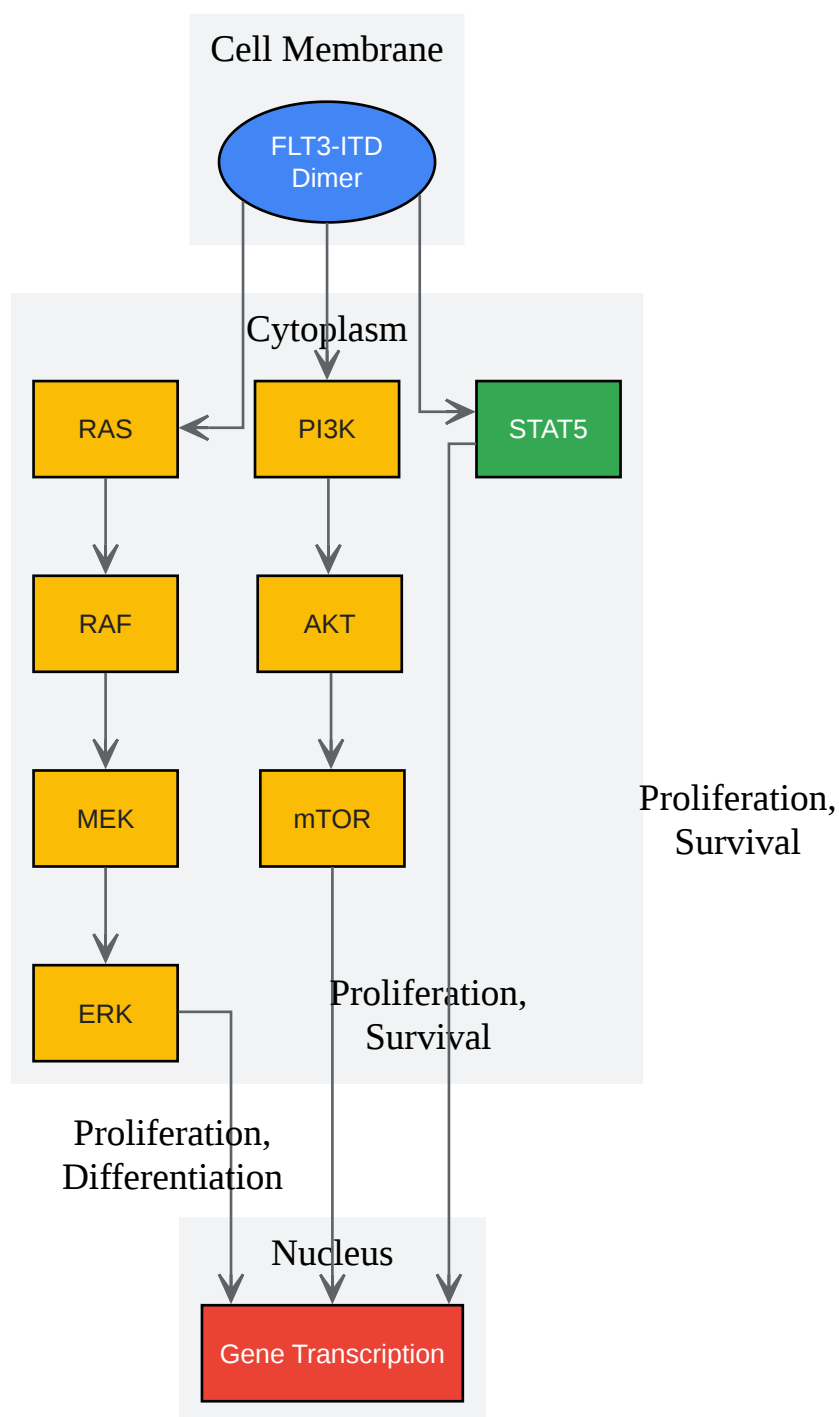 Cell Membrane
FLT3-ITD
Dimer
Cytoplasm
RAS
PI3K
STAT5
RAF
AKT
MEK
mTOR
Proliferation,
Survival
ERK
Proliferation,
Survival
Proliferation,
Differentiation
Nucleus
Gene Transcription